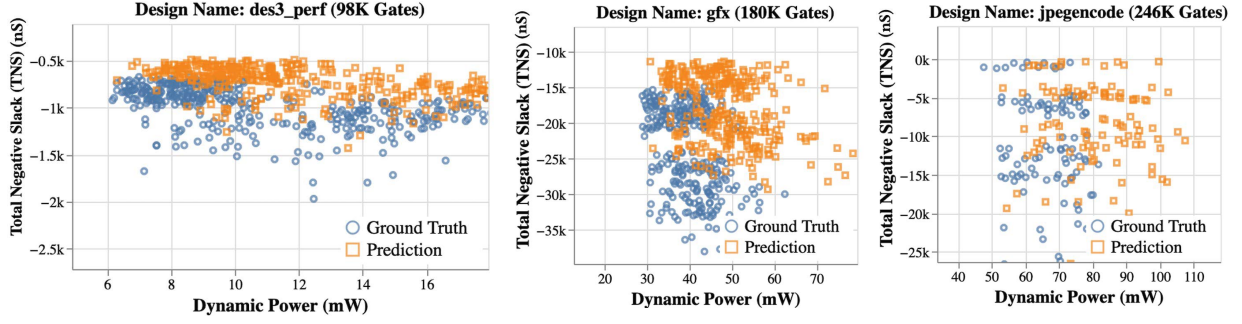 Design Name: des3_perf (98K Gates)
Total Negative Slack (TNS) (nS)
−0.5k
−1k
−1.5k
−2k
−2.5k
6 8 10 12 14 16
Dynamic Power (mW)
Ground Truth
Prediction
Design Name: gfx (180K Gates)
Total Negative Slack (TNS) (nS)
−10k
−15k
−20k
−25k
−30k
−35k
20 30 40 50 60 70
Dynamic Power (mW)
Ground Truth
Prediction
Design Name: jpegencode (246K Gates)
Total Negative Slack (TNS) (nS)
0k
−5k
−10k
−15k
−20k
−25k
40 50 60 70 80 90 100 110
Dynamic Power (mW)
Ground Truth
Prediction